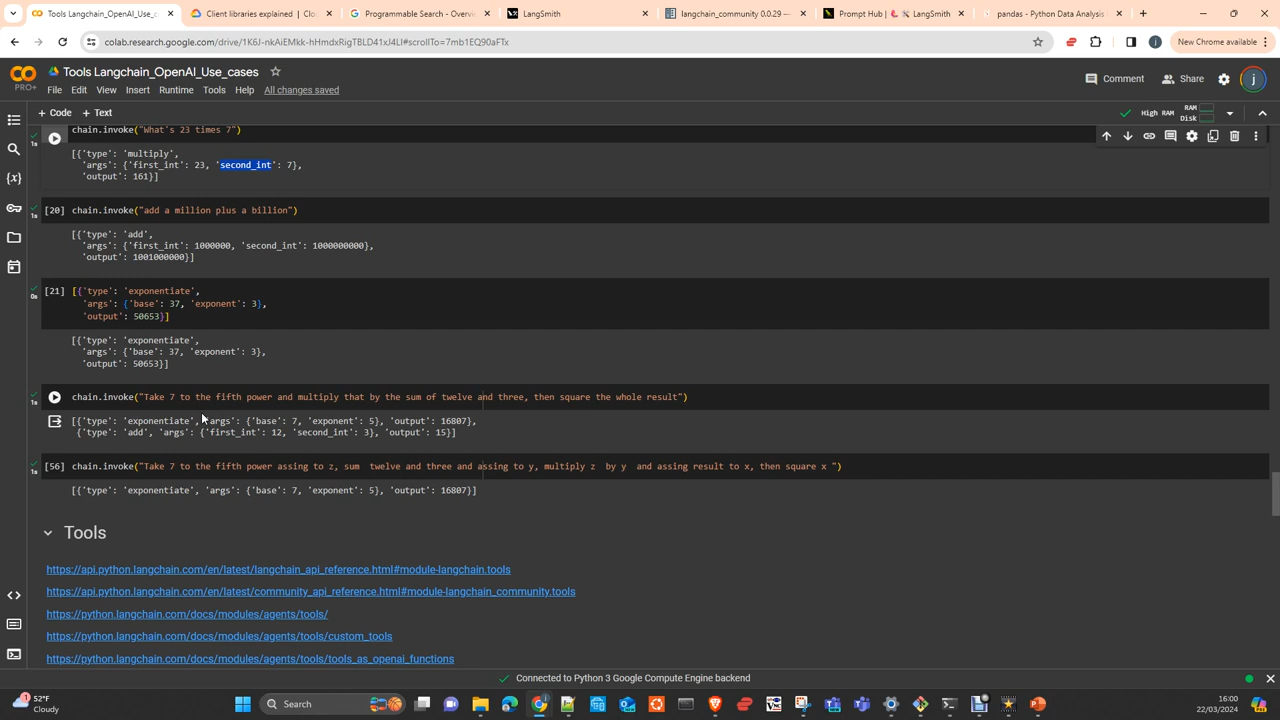 Tools Langchain_OpenAI_Use_c
Client libraries explained | Clou
Programmable Search - Overvie
LangSmith
langchain_community 0.0.29 —
Prompt Hub | 🦜🛠️ LangSmith
pandas - Python Data Analysis L
colab.research.google.com/drive/1K6J-nkAiEMkk-hHmdxRigTBLD41xJ4LI#scrollTo=7mb1EQ90aFTx
New Chrome available
PRO+
Tools Langchain_OpenAI_Use_cases
File Edit View Insert Runtime Tools Help All changes saved
Comment
Share
j
+ Code + Text
High RAM
RAM
Disk
1s
chain.invoke("What's 23 times 7")
[{'type': 'multiply',
'args': {'first_int': 23, 'second_int': 7},
'output': 161}]
[20] chain.invoke("add a million plus a billion")
1s
[{'type': 'add',
'args': {'first_int': 1000000, 'second_int': 1000000000},
'output': 1001000000}]
[21] [{'type': 'exponentiate',
0s
'args': {'base': 37, 'exponent': 3},
'output': 50653}]
[{'type': 'exponentiate',
'args': {'base': 37, 'exponent': 3},
'output': 50653}]
chain.invoke("Take 7 to the fifth power and multiply that by the sum of twelve and three, then square the whole result")
1s
[{'type': 'exponentiate', 'args': {'base': 7, 'exponent': 5}, 'output': 16807},
{'type': 'add', 'args': {'first_int': 12, 'second_int': 3}, 'output': 15}]
[56] chain.invoke("Take 7 to the fifth power assing to z, sum  twelve and three and assing to y, multiply z  by y  and assing result to x, then square x ")
1s
[{'type': 'exponentiate', 'args': {'base': 7, 'exponent': 5}, 'output': 16807}]
Tools
https://api.python.langchain.com/en/latest/langchain_api_reference.html#module-langchain.tools
https://api.python.langchain.com/en/latest/community_api_reference.html#module-langchain_community.tools
https://python.langchain.com/docs/modules/agents/tools/
https://python.langchain.com/docs/modules/agents/tools/custom_tools
https://python.langchain.com/docs/modules/agents/tools/tools_as_openai_functions
Connected to Python 3 Google Compute Engine backend
52°F
Cloudy
Search
16:00
22/03/2024